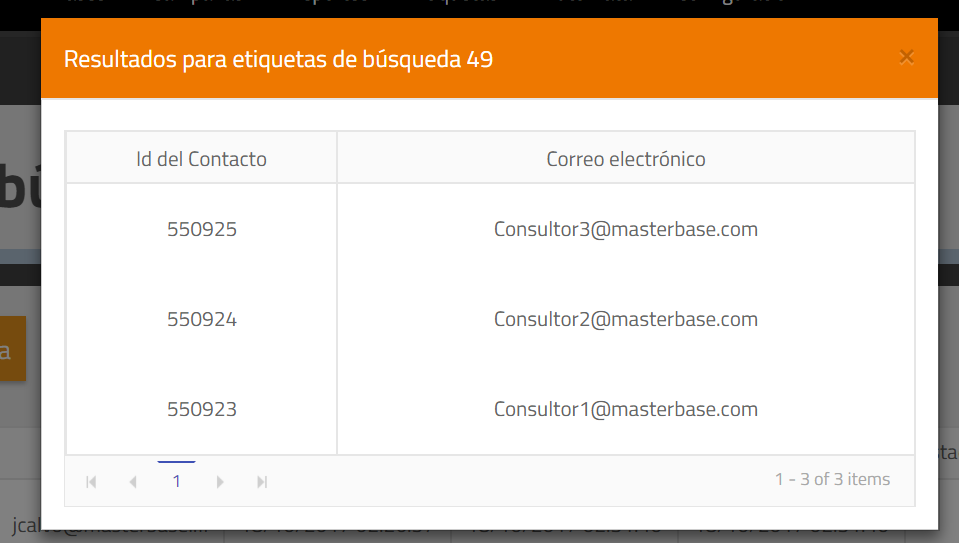 Resultados para etiquetas de búsqueda 49
×
Id del Contacto Correo electrónico
550925 Consultor3@masterbase.com
550924 Consultor2@masterbase.com
550923 Consultor1@masterbase.com
1
1 - 3 of 3 items